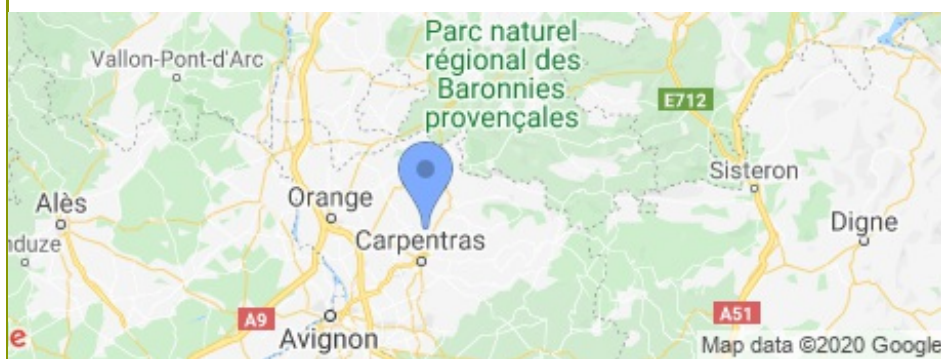 Parc naturel
régional des
Baronnies
provençales
Vallon-Pont-d'Arc
E712
Sisteron
Alès
Orange
Digne
nduze
Carpentras
A9
A51
Avignon
e
Map data ©2020 Google